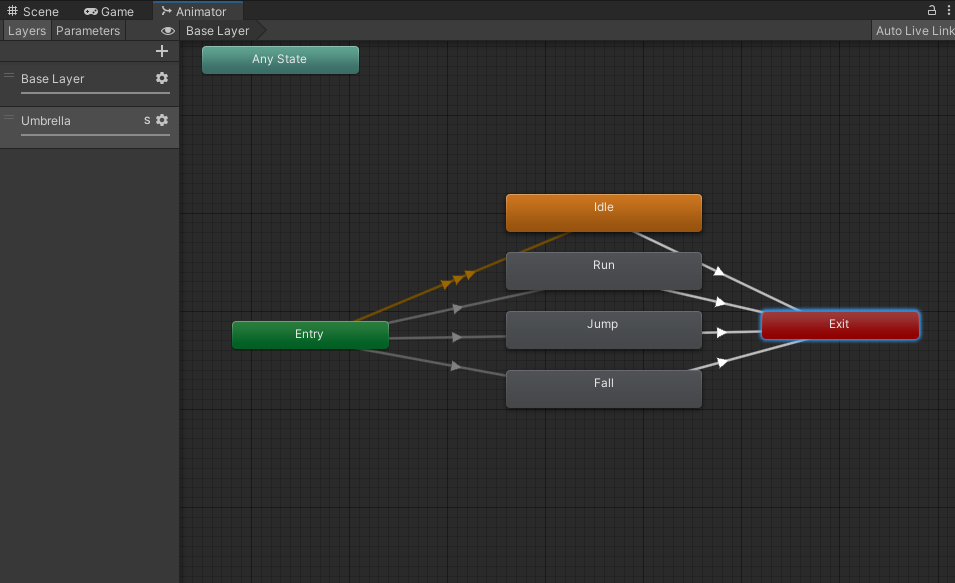 Scene Game Animator
Layers Parameters Base Layer Auto Live Link
Any State
Base Layer
Umbrella S
Idle
Run
Jump
Exit
Entry
Fall